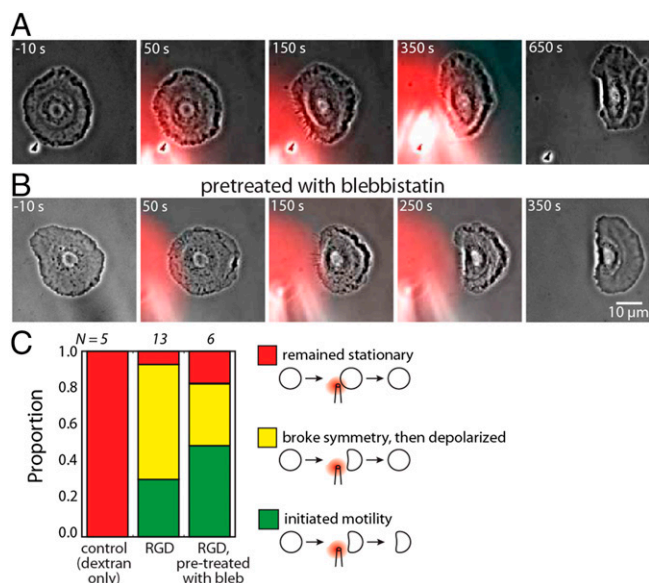 A
-10 s 50 s 150 s 350 s 650 s
B pretreated with blebbistatin
-10 s 50 s 150 s 250 s 350 s
10 µm
C
N = 5 13 6
1.0
0.8
0.6
0.4
0.2
0.0
Proportion
control (dextran only)
RGD
RGD, pre-treated with bleb
remained stationary
broke symmetry, then depolarized
initiated motility